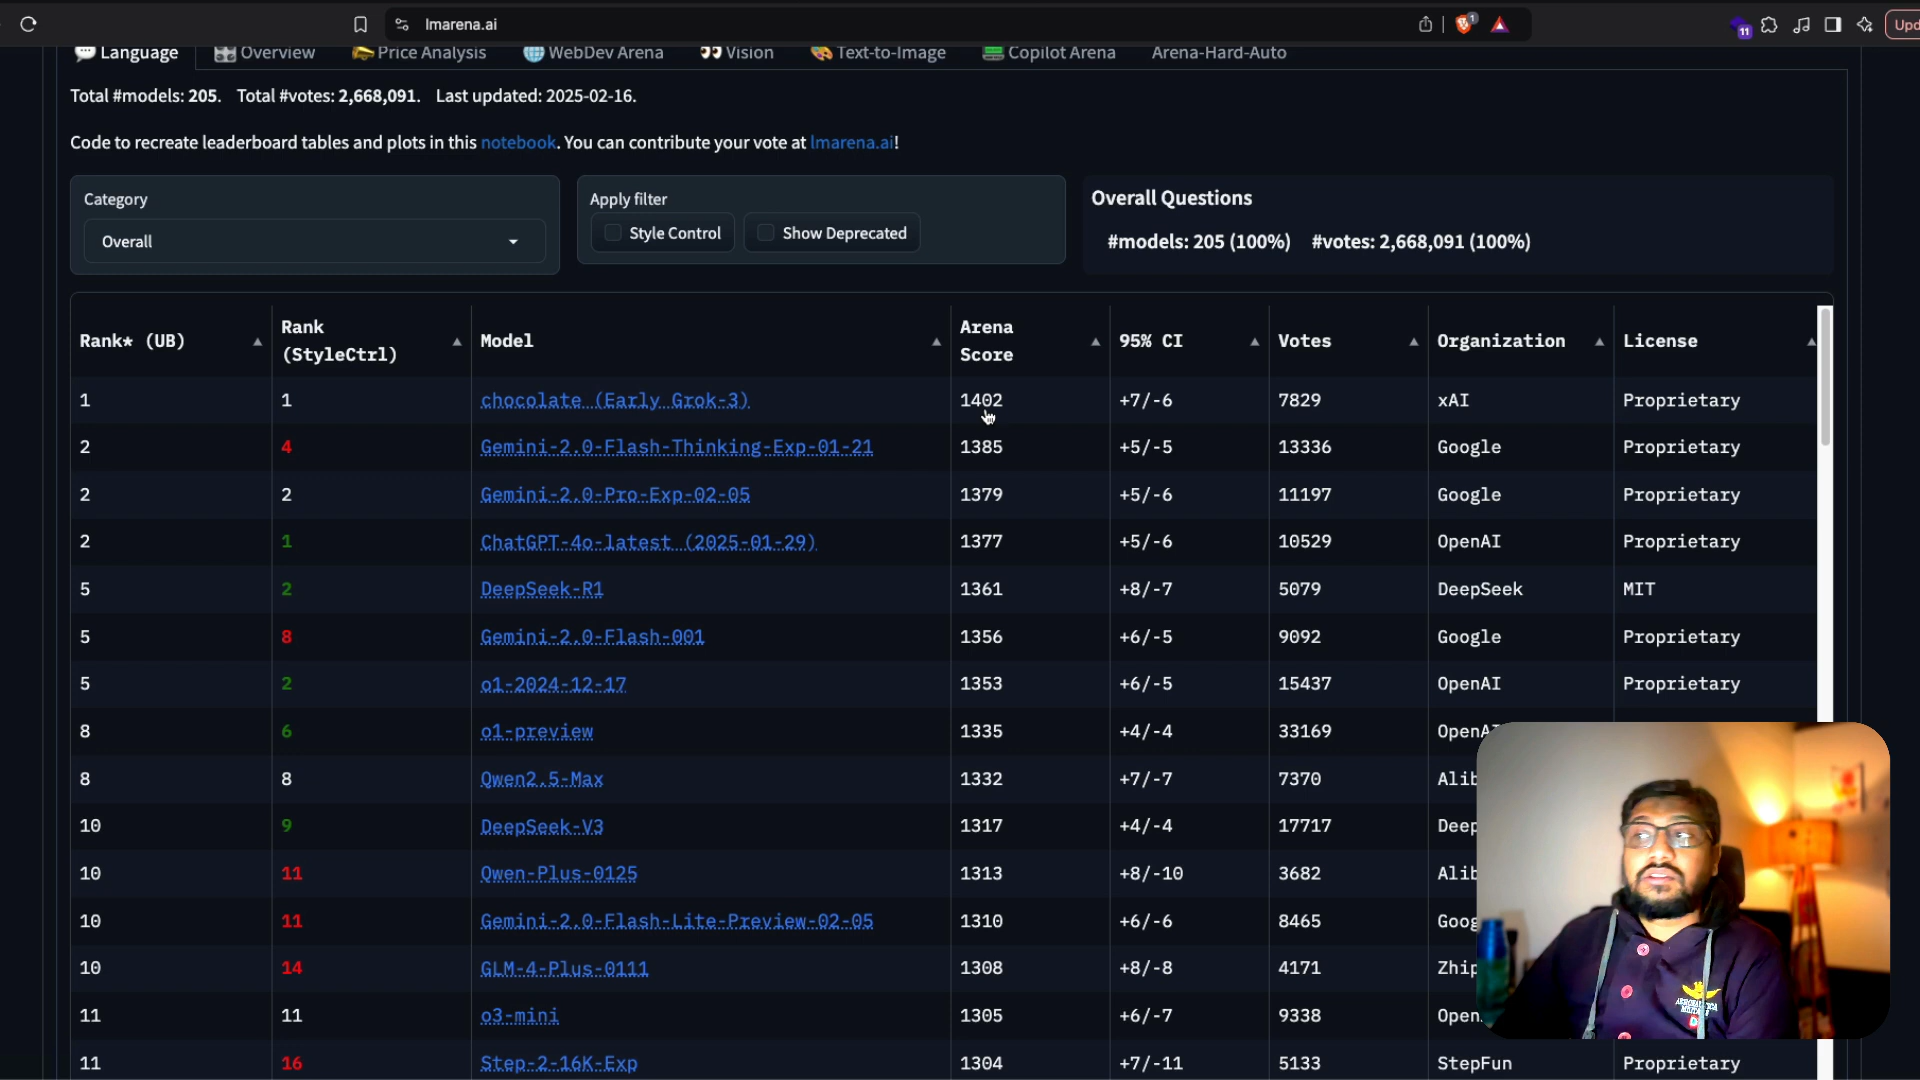 lmarena.ai
11
1
Upd
Language Overview Price Analysis WebDev Arena Vision Text-to-Image Copilot Arena Arena-Hard-Auto
Total #models: 205. Total #votes: 2,668,091. Last updated: 2025-02-16.
Code to recreate leaderboard tables and plots in this notebook. You can contribute your vote at lmarena.ai!
Category
Overall
Apply filter
Style Control Show Deprecated
Overall Questions
#models: 205 (100%) #votes: 2,668,091 (100%)
Rank* (UB) Rank (StyleCtrl) Model Arena Score 95% CI Votes Organization License
1 1 chocolate (Early Grok-3) 1402 +7/-6 7829 xAI Proprietary
2 4 Gemini-2.0-Flash-Thinking-Exp-01-21 1385 +5/-5 13336 Google Proprietary
2 2 Gemini-2.0-Pro-Exp-02-05 1379 +5/-6 11197 Google Proprietary
2 1 ChatGPT-4o-latest (2025-01-29) 1377 +5/-6 10529 OpenAI Proprietary
5 2 DeepSeek-R1 1361 +8/-7 5079 DeepSeek MIT
5 8 Gemini-2.0-Flash-001 1356 +6/-5 9092 Google Proprietary
5 2 o1-2024-12-17 1353 +6/-5 15437 OpenAI Proprietary
8 6 o1-preview 1335 +4/-4 33169 OpenAI
8 8 Qwen2.5-Max 1332 +7/-7 7370 Alib
10 9 DeepSeek-V3 1317 +4/-4 17717 Deep
10 11 Qwen-Plus-0125 1313 +8/-10 3682 Alib
10 11 Gemini-2.0-Flash-Lite-Preview-02-05 1310 +6/-6 8465 Goog
10 14 GLM-4-Plus-0111 1308 +8/-8 4171 Zhip
11 11 o3-mini 1305 +6/-7 9338 Open
11 16 Step-2-16K-Exp 1304 +7/-11 5133 StepFun Proprietary